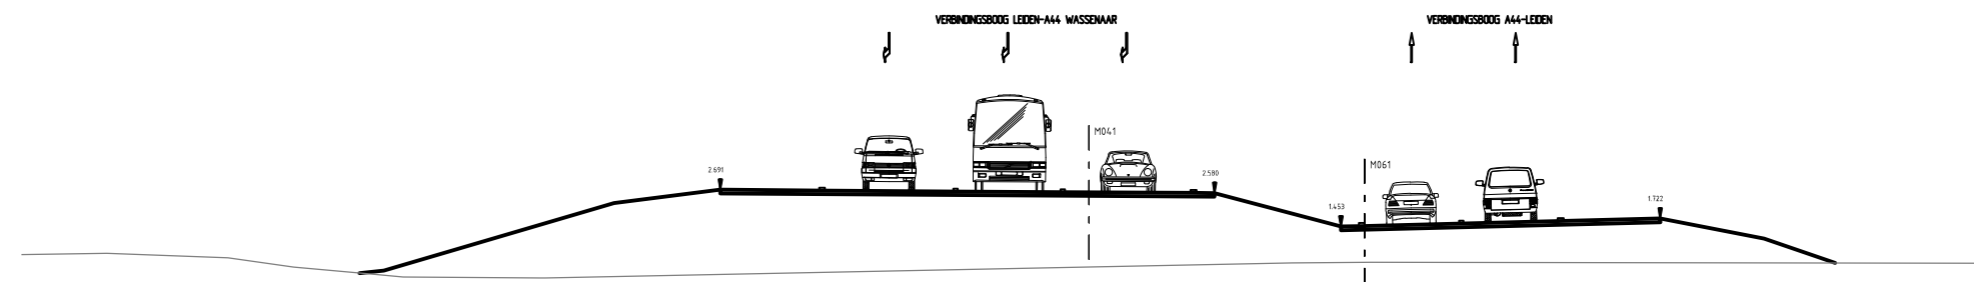 VERBINDINGSBOOG LEIDEN-A44 WASSENAAR
VERBINDINGSBOOG A44-LEIDEN
M041
M061
2.691
2.580
1.453
1.722